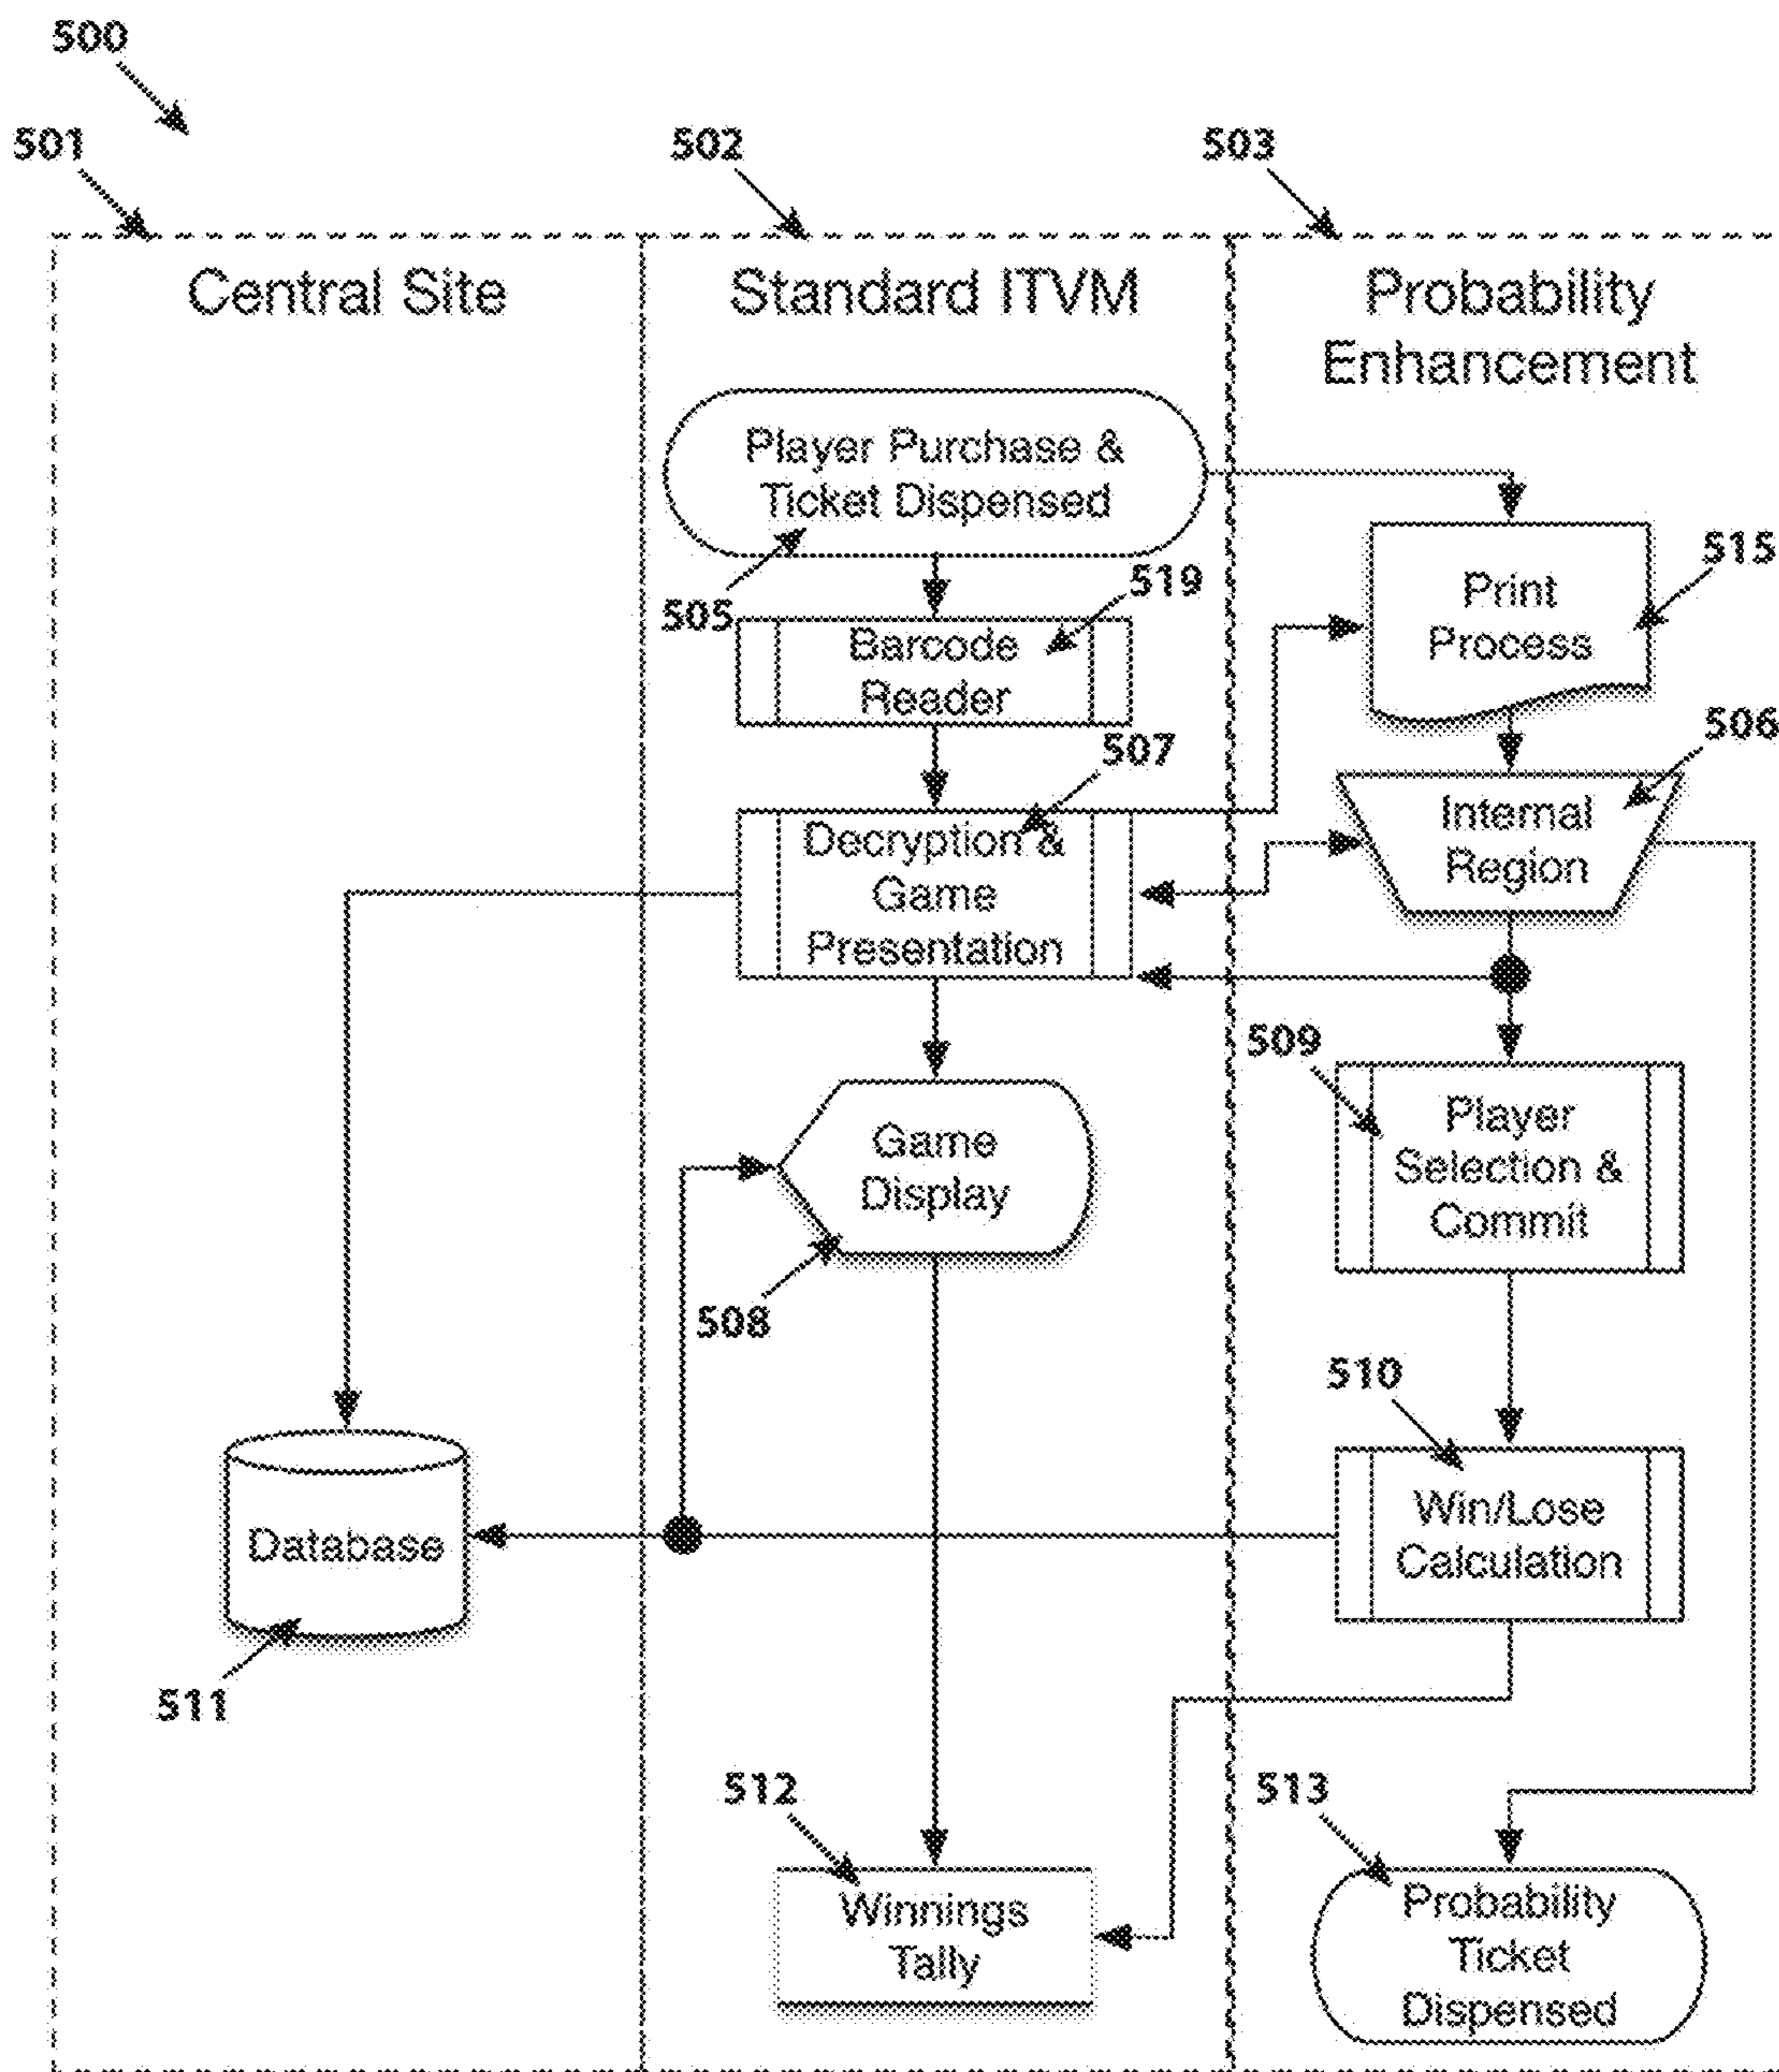 500
501
502
503
Central Site
Standard ITVM
Probability
Enhancement
Player Purchase &
Ticket Dispensed
505
519
Barcode
Reader
515
Print
Process
507
Decryption &
Game
Presentation
506
Internal
Region
509
Player
Selection &
Commit
Game
Display
508
510
Win/Lose
Calculation
Database
511
512
Winnings
Tally
513
Probability
Ticket
Dispensed